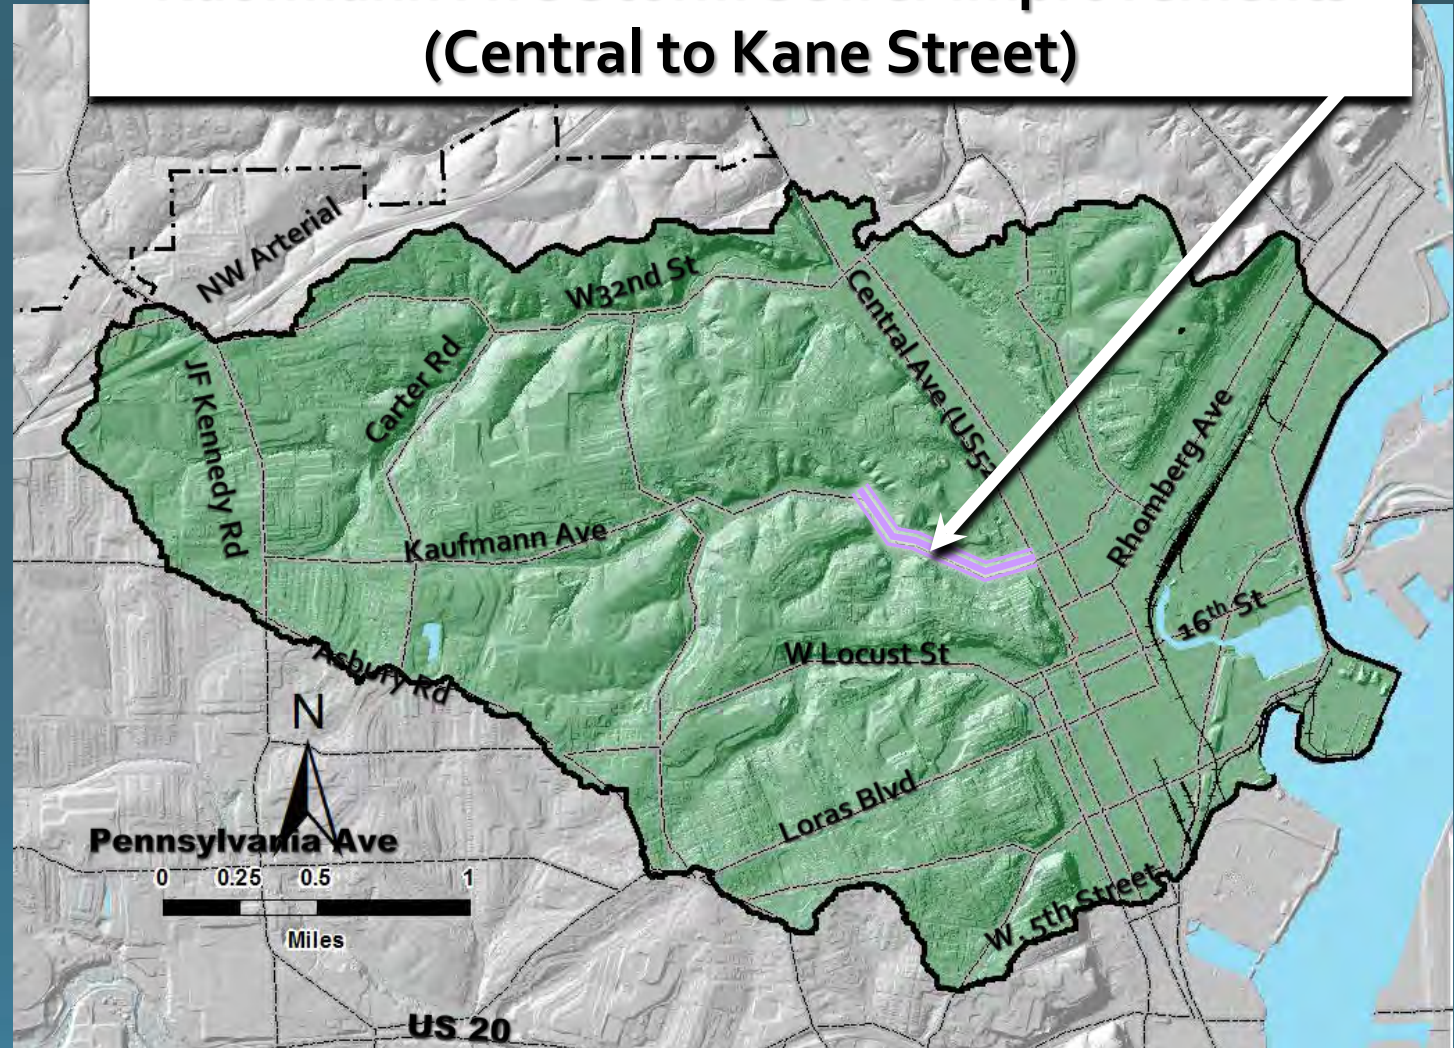 (Central to Kane Street)
NW Arterial
W 32nd St
Central Ave (US5
JF Kennedy Rd
Carter Rd
Rhomberg Ave
Kaufmann Ave
16th St
W Locust St
Asbury Rd
N
Loras Blvd
Pennsylvania Ave
0 0.25 0.5 1
Miles
W. 5th Street
US 20